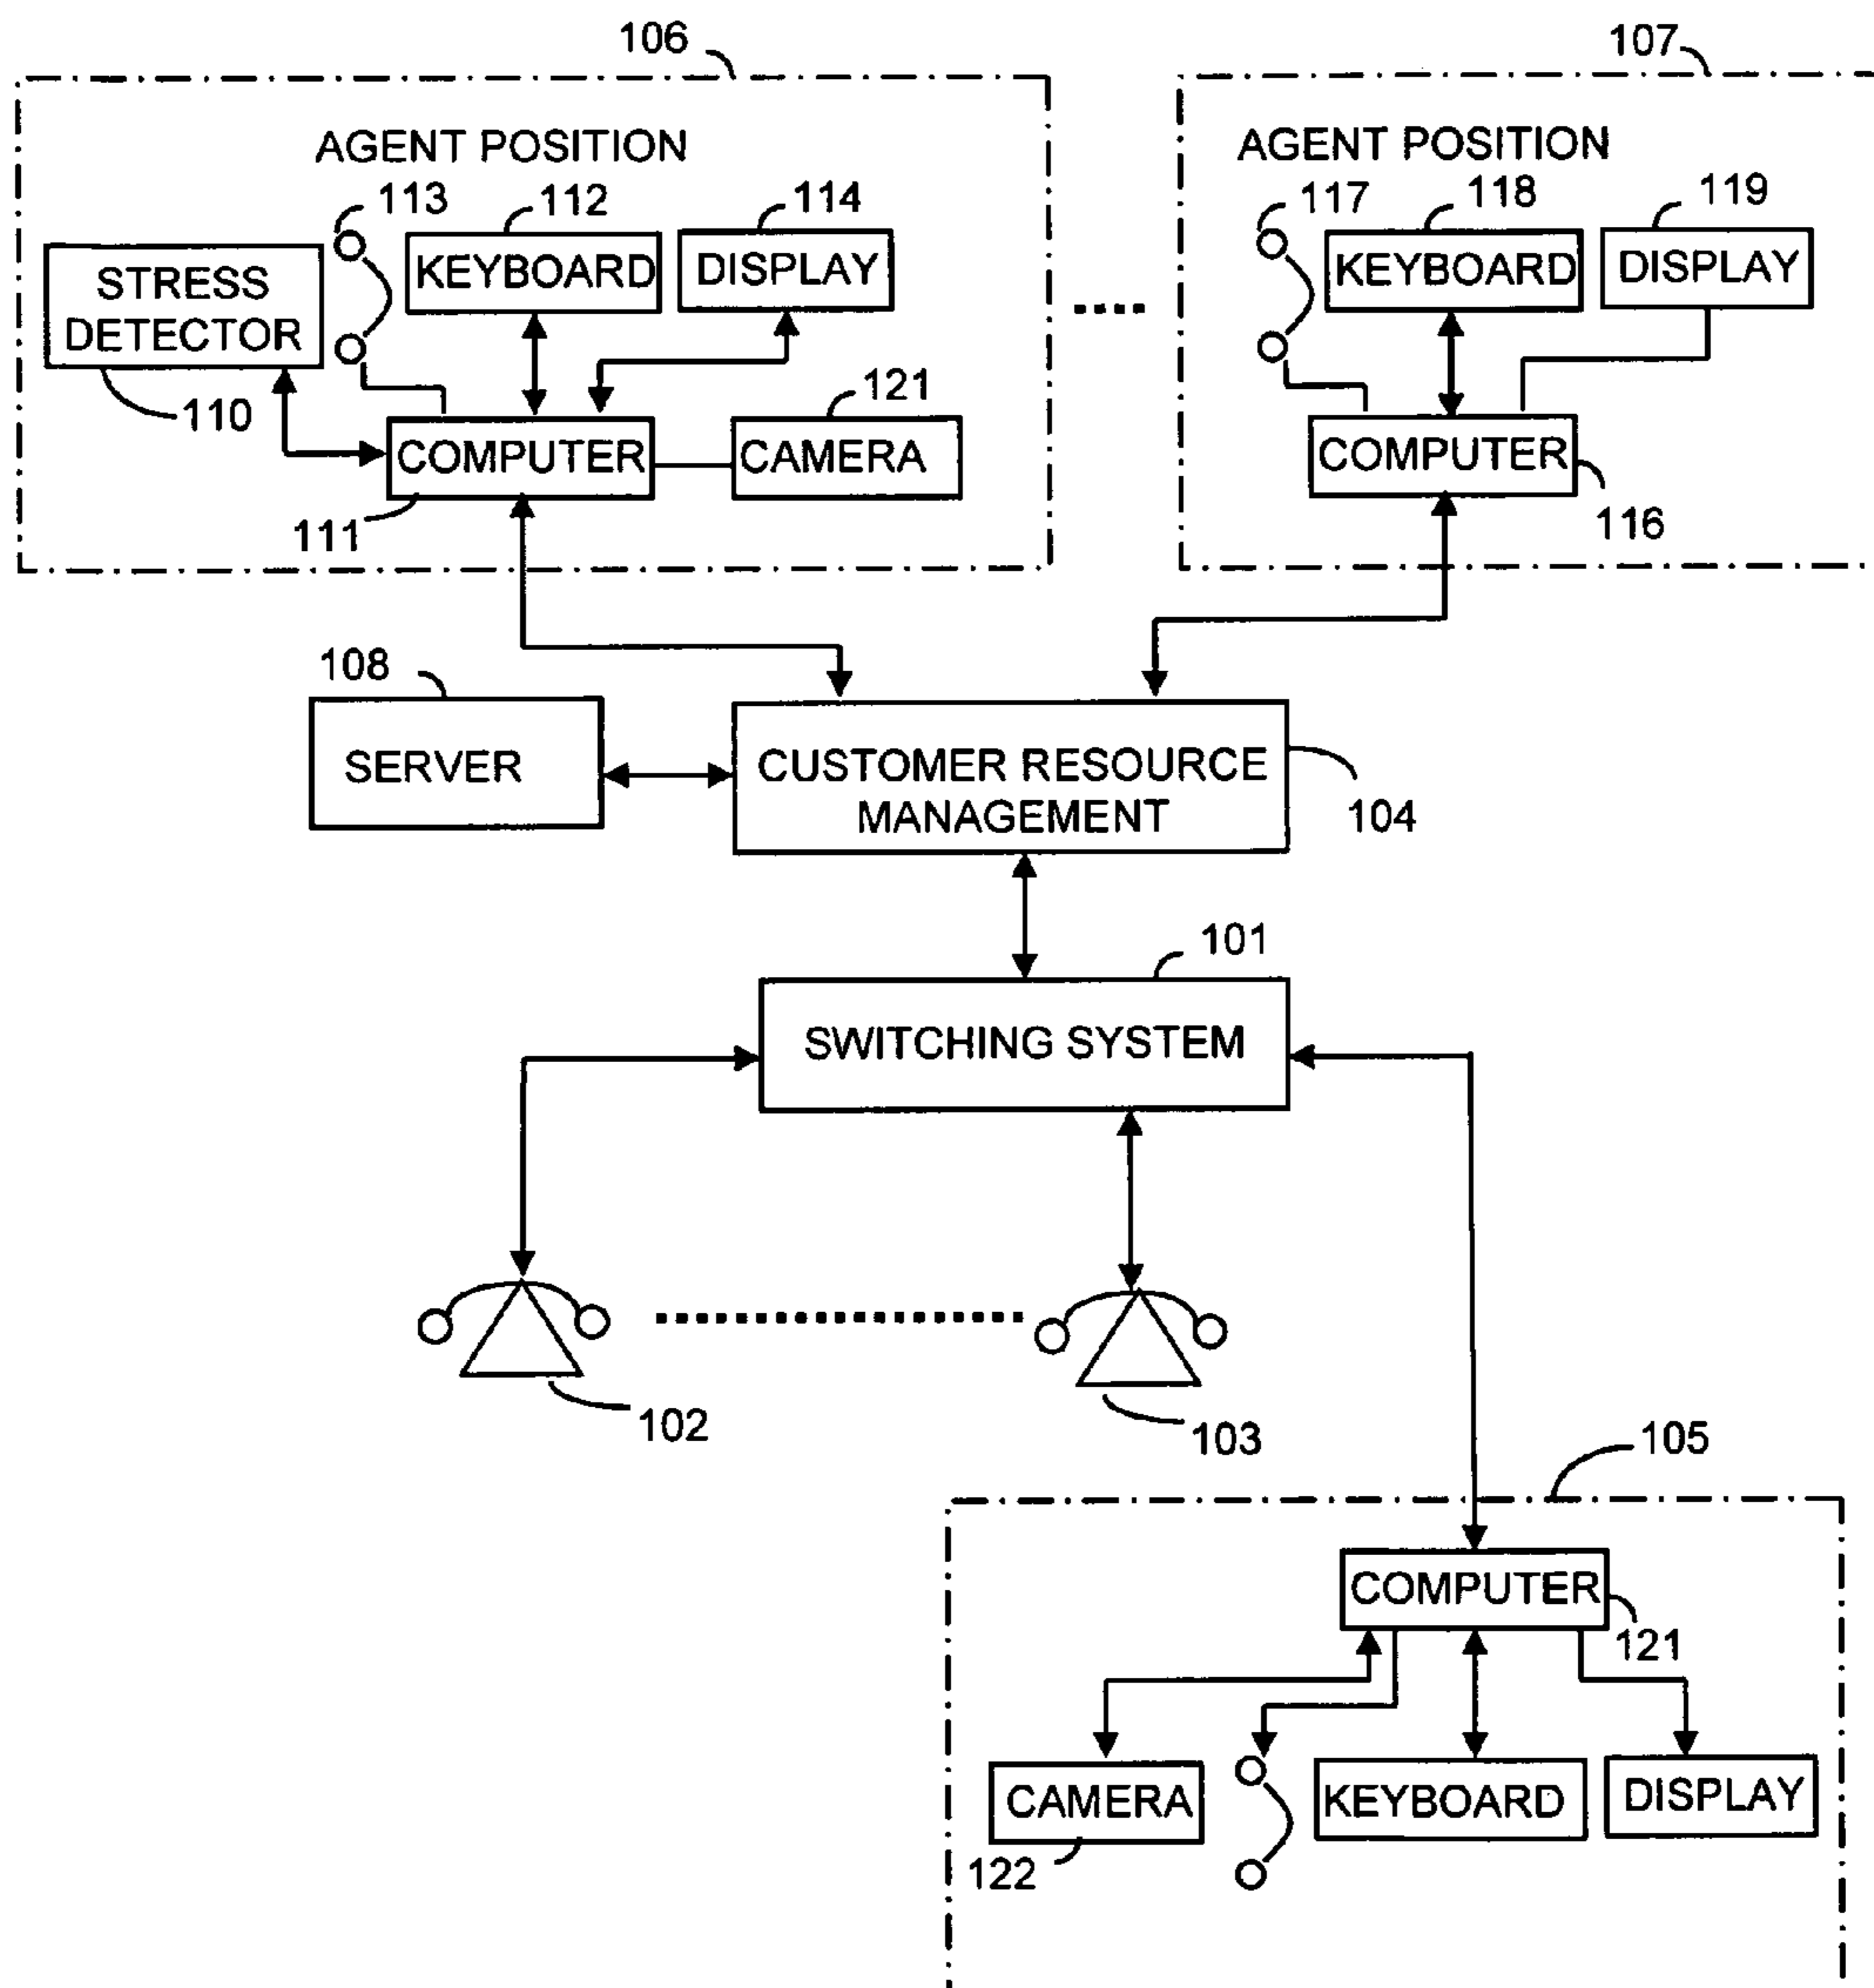 106
107
AGENT POSITION
AGENT POSITION
113
112
114
117
118
119
STRESS
DETECTOR
KEYBOARD
DISPLAY
KEYBOARD
DISPLAY
110
121
COMPUTER
CAMERA
COMPUTER
111
116
108
SERVER
CUSTOMER RESOURCE
MANAGEMENT
104
101
SWITCHING SYSTEM
102
103
105
COMPUTER
121
CAMERA
KEYBOARD
DISPLAY
122